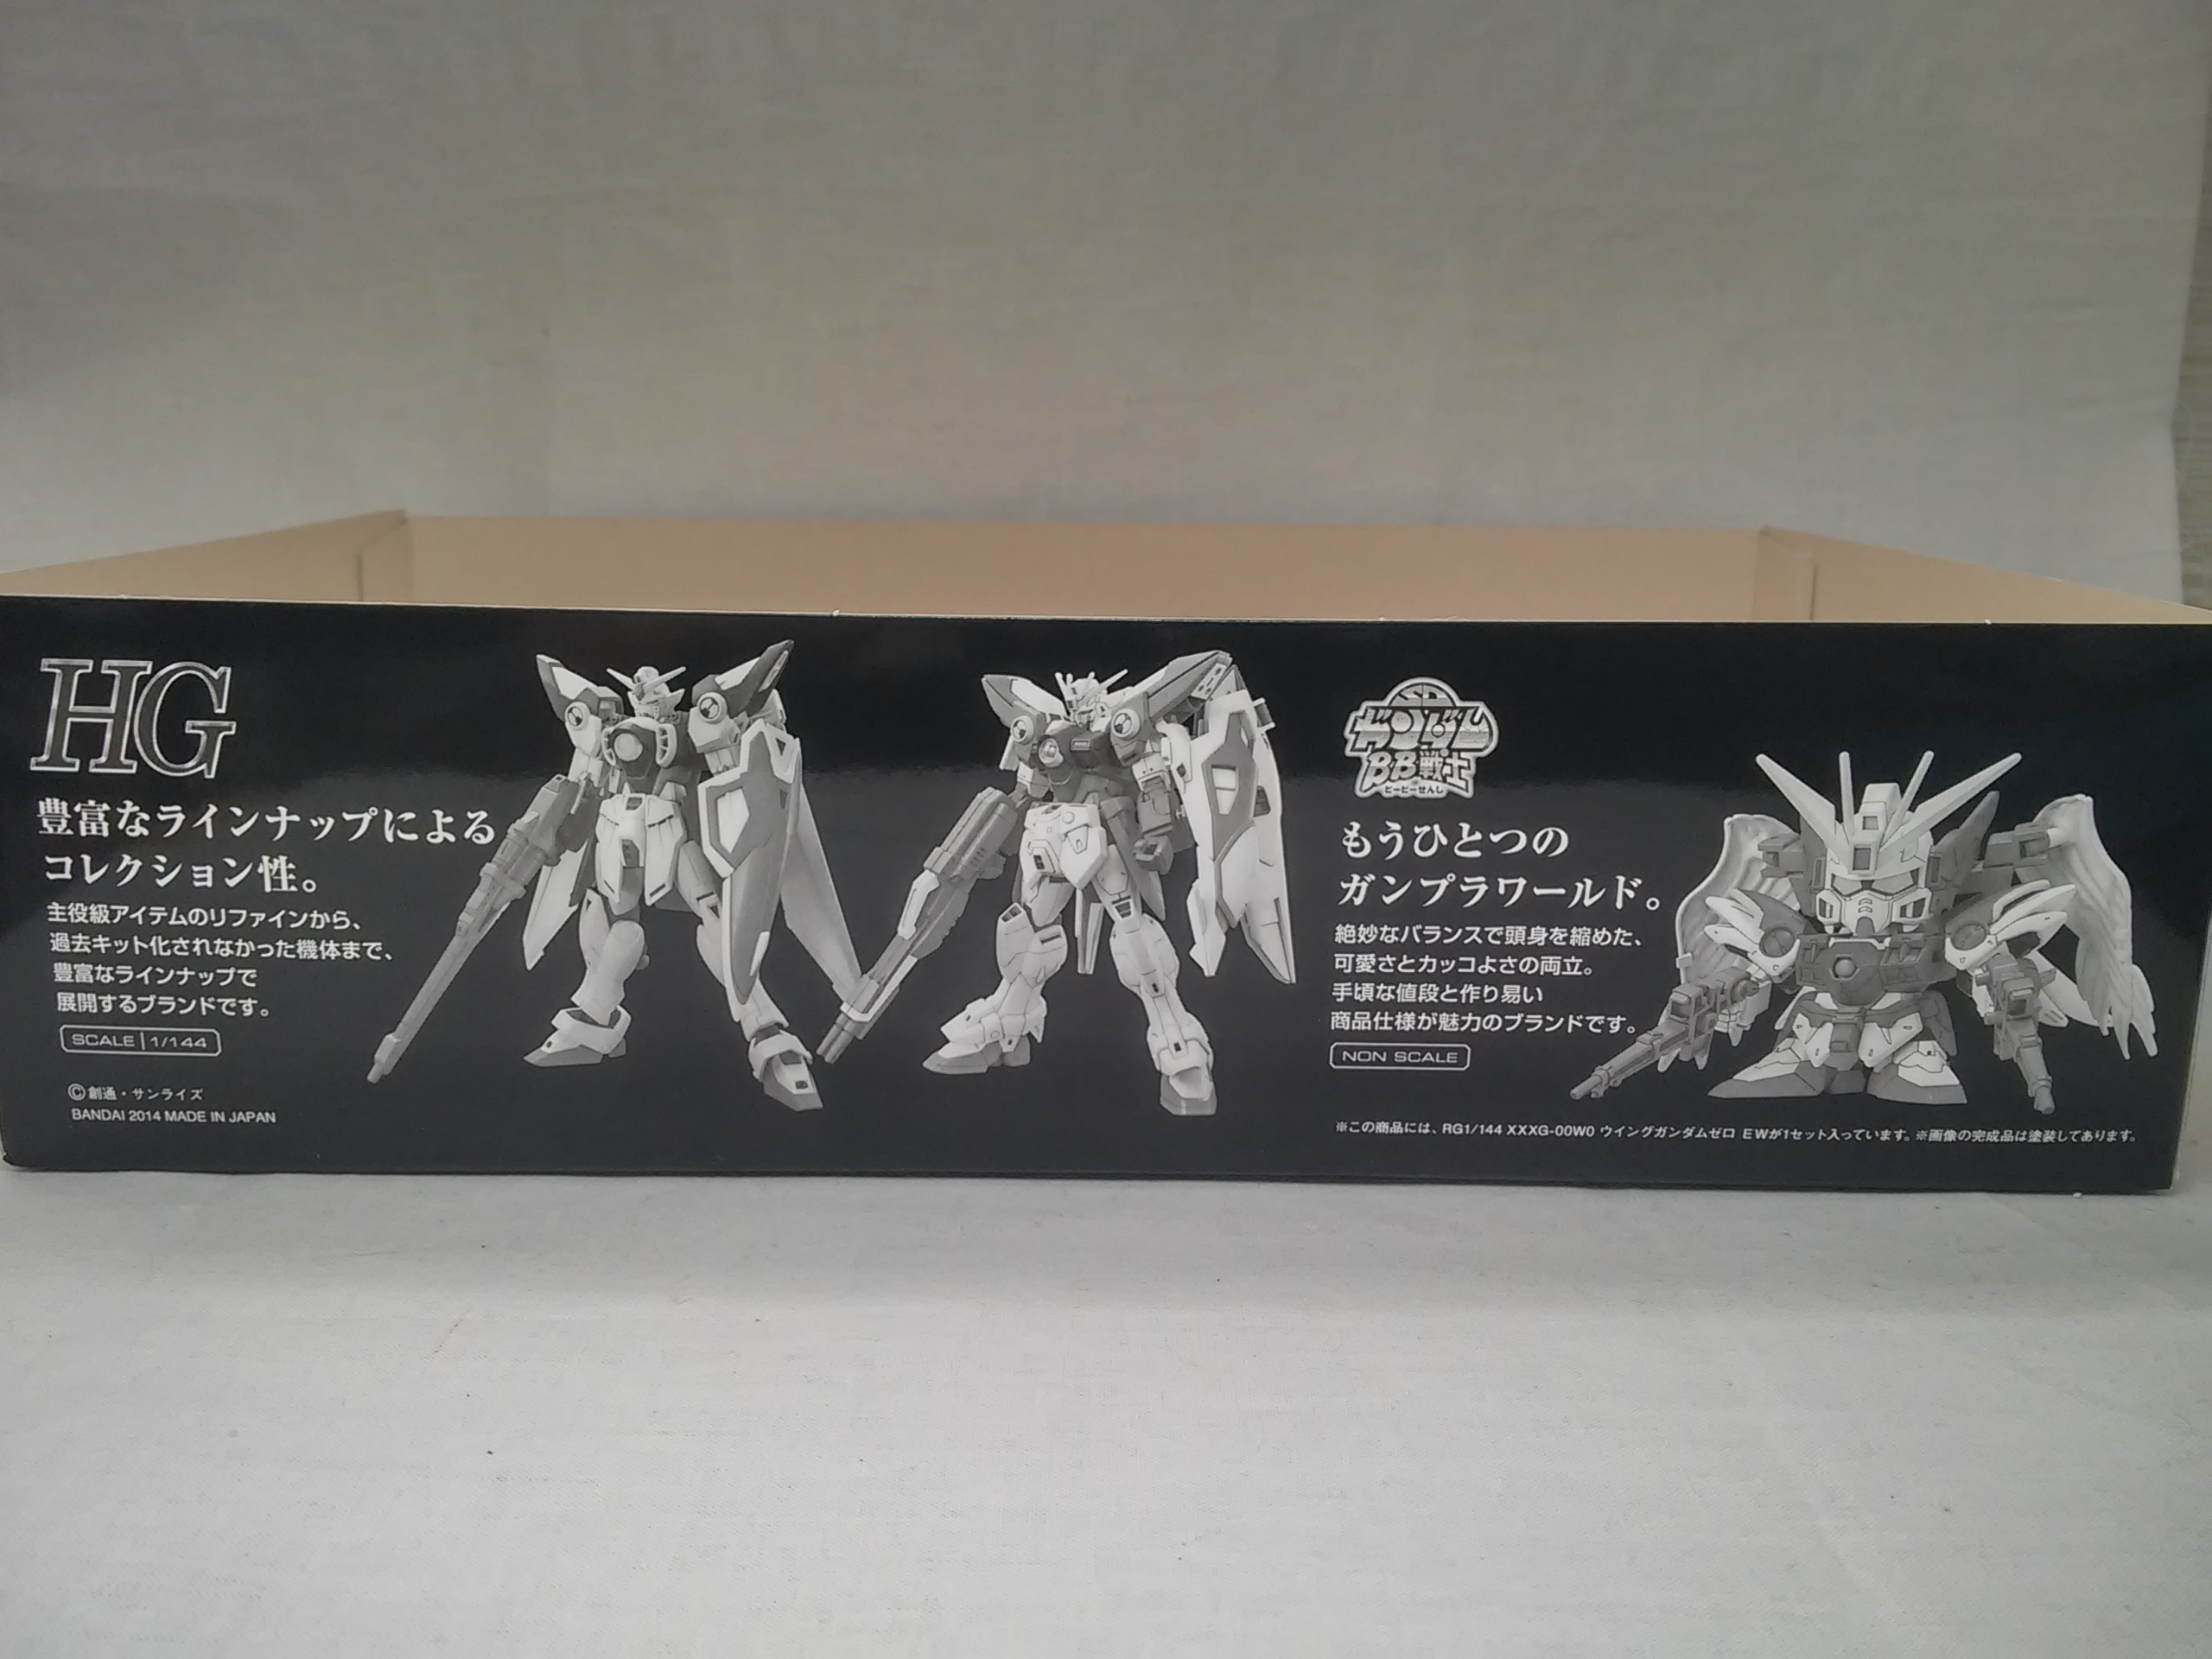 HG
豊富なラインナップによる
コレクション性。
主役級アイテムのリファインから、
過去キット化されなかった機体まで、
豊富なラインナップで
展開するブランドです。
SCALE 1/144
©創通・サンライズ
BANDAI 2014 MADE IN JAPAN
SD
ガンダム
BB戦士
ビービーせんし
もうひとつの
ガンプラワールド。
絶妙なバランスで頭身を縮めた、
可愛さとカッコよさの両立。
手頃な値段と作り易い
商品仕様が魅力のブランドです。
NON SCALE
※この商品には、RG1/144 XXXG-00W0 ウイングガンダムゼロ EWが1セット入っています。※画像の完成品は塗装してあります。